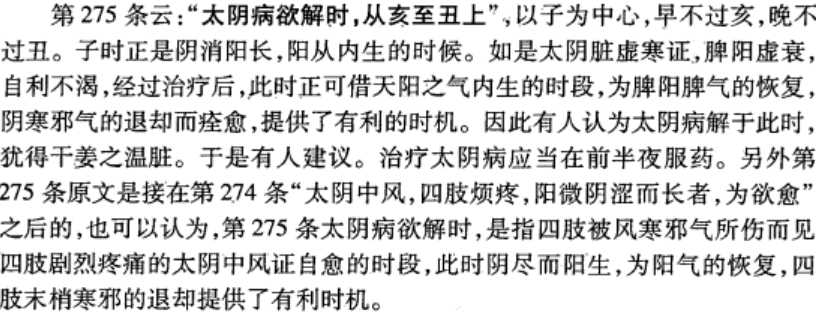 第275条云:“太阴病欲解时,从亥至丑上”,以子为中心,早不过亥,晚不
过丑。子时正是阴消阳长,阳从内生的时候。如是太阴脏虚寒证,脾阳虚衰,
自利不渴,经过治疗后,此时正可借天阳之气内生的时段,为脾阳脾气的恢复,
阴寒邪气的退却而痊愈,提供了有利的时机。因此有人认为太阴病解于此时,
犹得干姜之温脏。于是有人建议。治疗太阴病应当在前半夜服药。另外第
275条原文是接在第274条“太阴中风,四肢烦疼,阳微阴涩而长者,为欲愈”
之后的,也可以认为,第275条太阴病欲解时,是指四肢被风寒邪气所伤而见
四肢剧烈疼痛的太阴中风证自愈的时段,此时阴尽而阳生,为阳气的恢复,四
肢末梢寒邪的退却提供了有利时机。